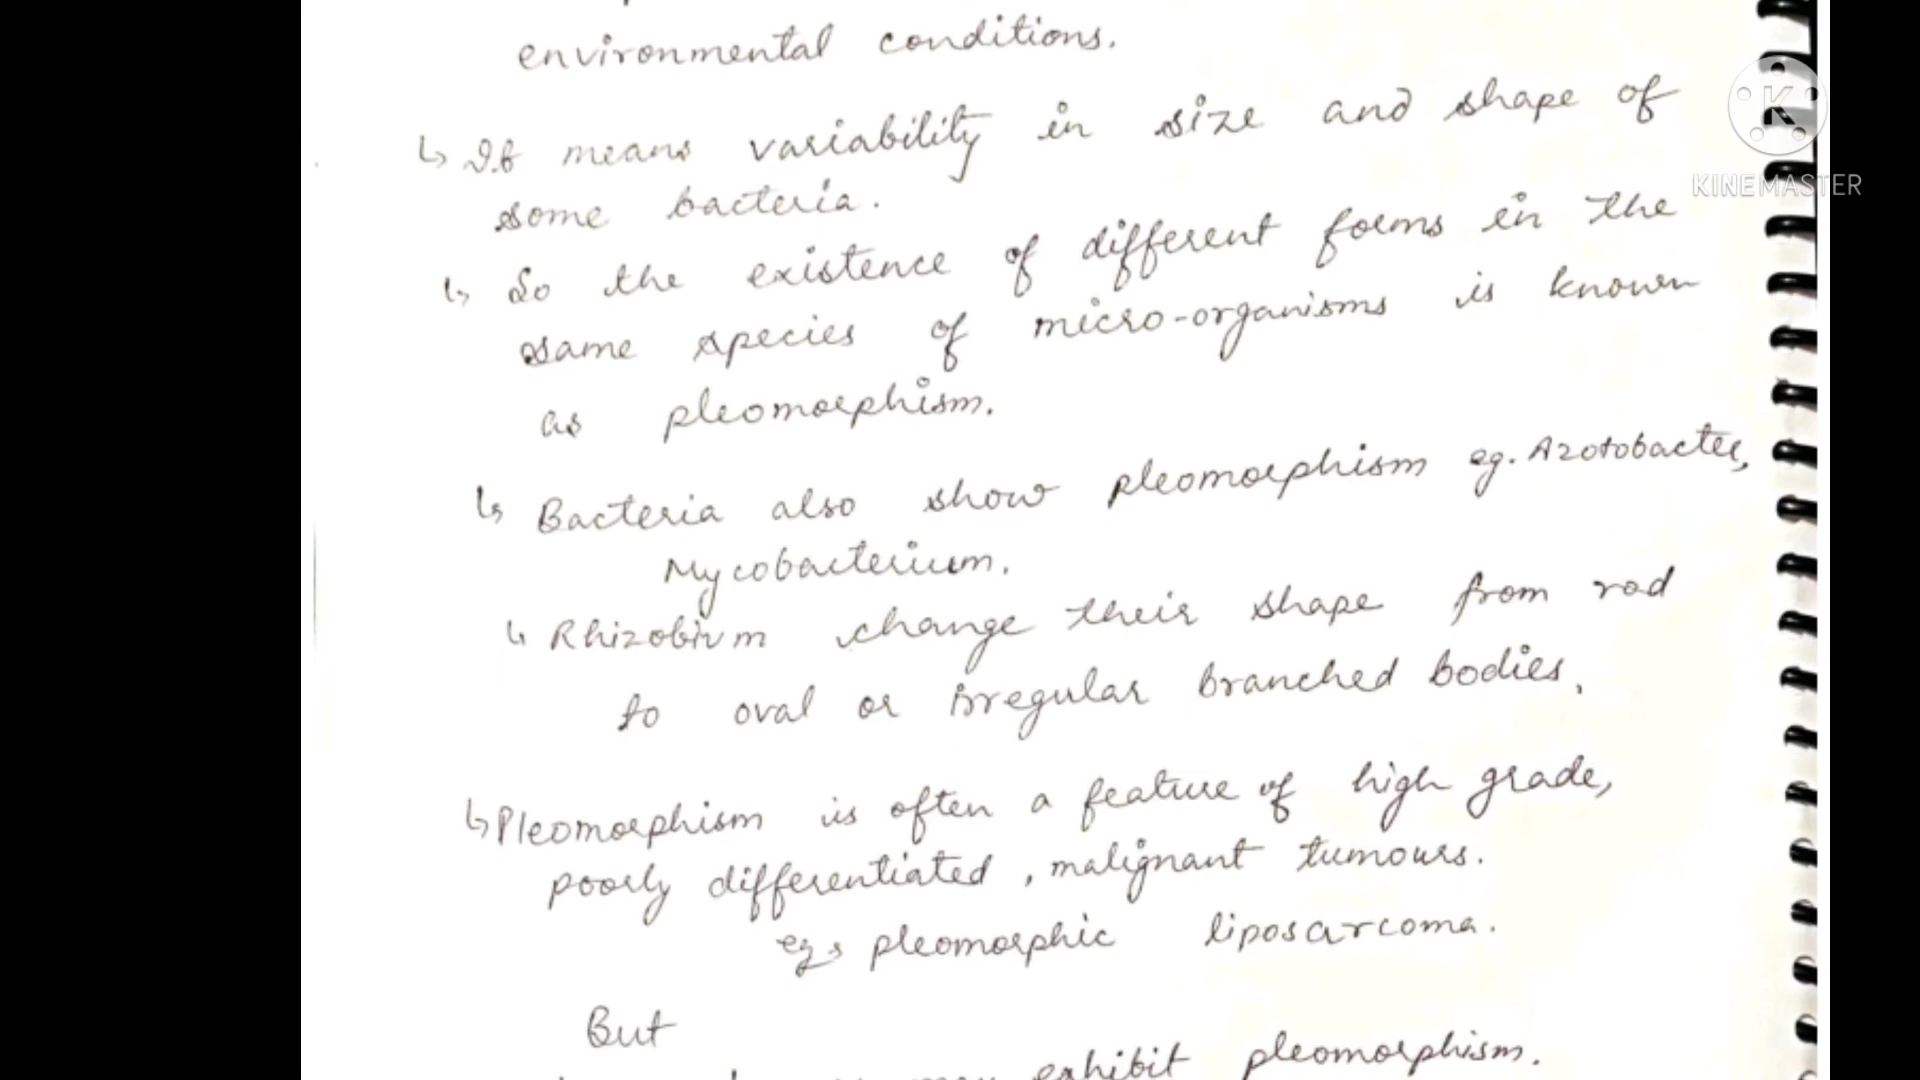 environmental conditions.
↳ It means variability in size and shape of
some bacteria.
↳ So the existence of different forms in the
same species of micro-organisms is known
as pleomorphism.
↳ Bacteria also show pleomorphism eg. Azotobacter,
Mycobacterium.
↳ Rhizobium change their shape from rod
to oval or irregular branched bodies.
↳ Pleomorphism is often a feature of high grade,
poorly differentiated, malignant tumours.
eg, pleomorphic liposarcoma.
But
may exhibit pleomorphism.
K
KINEMASTER